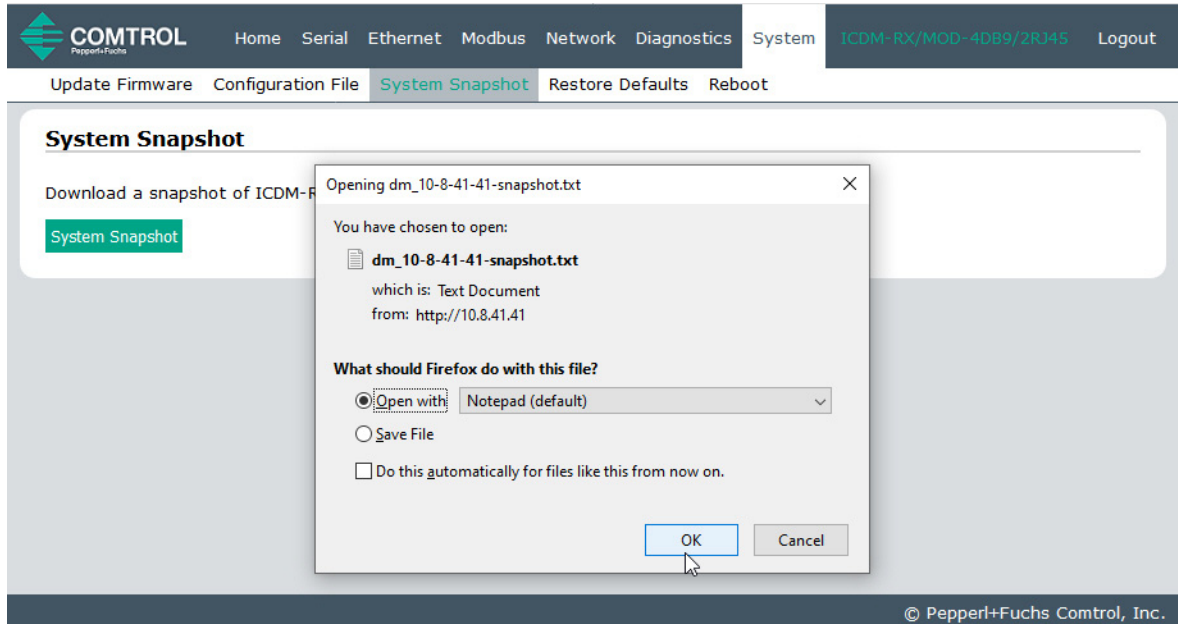 COMTROL
Pepperl+Fuchs
Home Serial Ethernet Modbus Network Diagnostics System ICDM-RX/MOD-4DB9/2RJ45 Logout
Update Firmware Configuration File System Snapshot Restore Defaults Reboot
System Snapshot
Download a snapshot of ICDM-R
System Snapshot
Opening dm_10-8-41-41-snapshot.txt
You have chosen to open:
dm_10-8-41-41-snapshot.txt
which is: Text Document
from: http://10.8.41.41
What should Firefox do with this file?
Open with Notepad (default)
Save File
Do this automatically for files like this from now on.
OK Cancel
© Pepperl+Fuchs Comtrol, Inc.